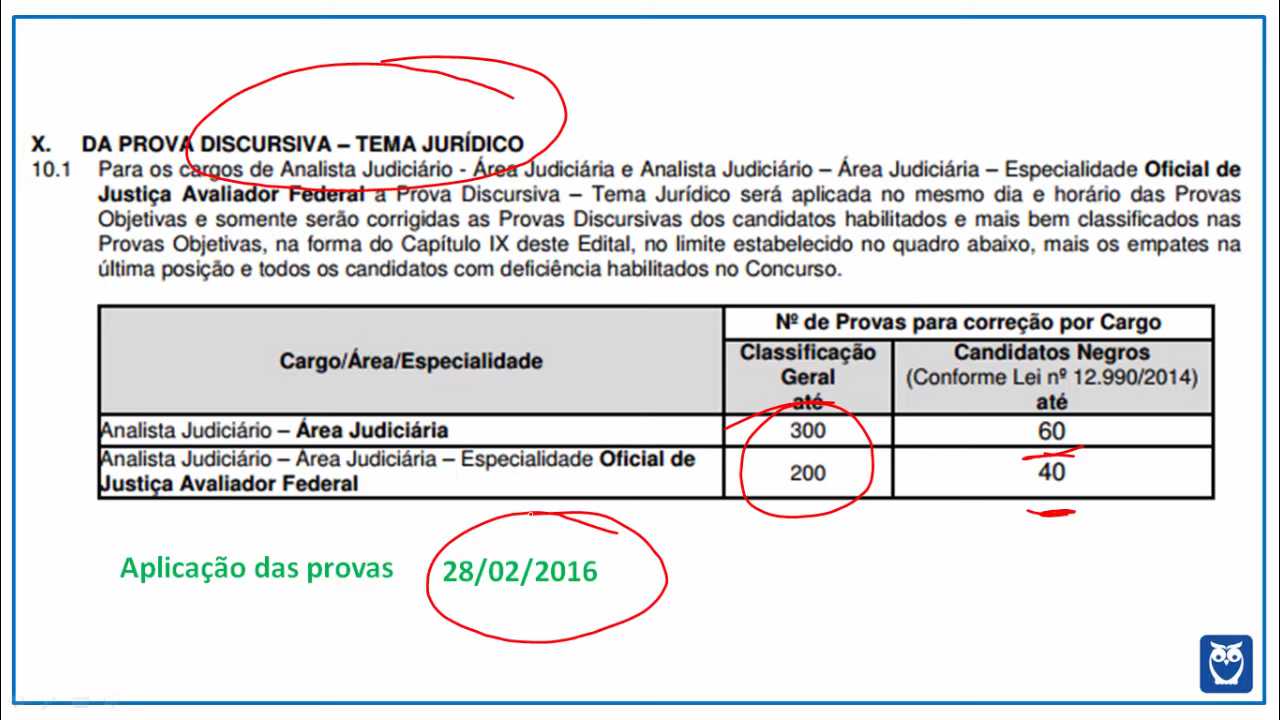 X. DA PROVA DISCURSIVA – TEMA JURÍDICO
10.1 Para os cargos de Analista Judiciário - Área Judiciária e Analista Judiciário – Área Judiciária – Especialidade Oficial de
Justiça Avaliador Federal a Prova Discursiva – Tema Jurídico será aplicada no mesmo dia e horário das Provas
Objetivas e somente serão corrigidas as Provas Discursivas dos candidatos habilitados e mais bem classificados nas
Provas Objetivas, na forma do Capítulo IX deste Edital, no limite estabelecido no quadro abaixo, mais os empates na
última posição e todos os candidatos com deficiência habilitados no Concurso.
Cargo/Área/Especialidade
Nº de Provas para correção por Cargo
Classificação
Geral
até
Candidatos Negros
(Conforme Lei nº 12.990/2014)
até
Analista Judiciário – Área Judiciária 300 60
Analista Judiciário – Área Judiciária – Especialidade Oficial de
Justiça Avaliador Federal 200 40
Aplicação das provas 28/02/2016